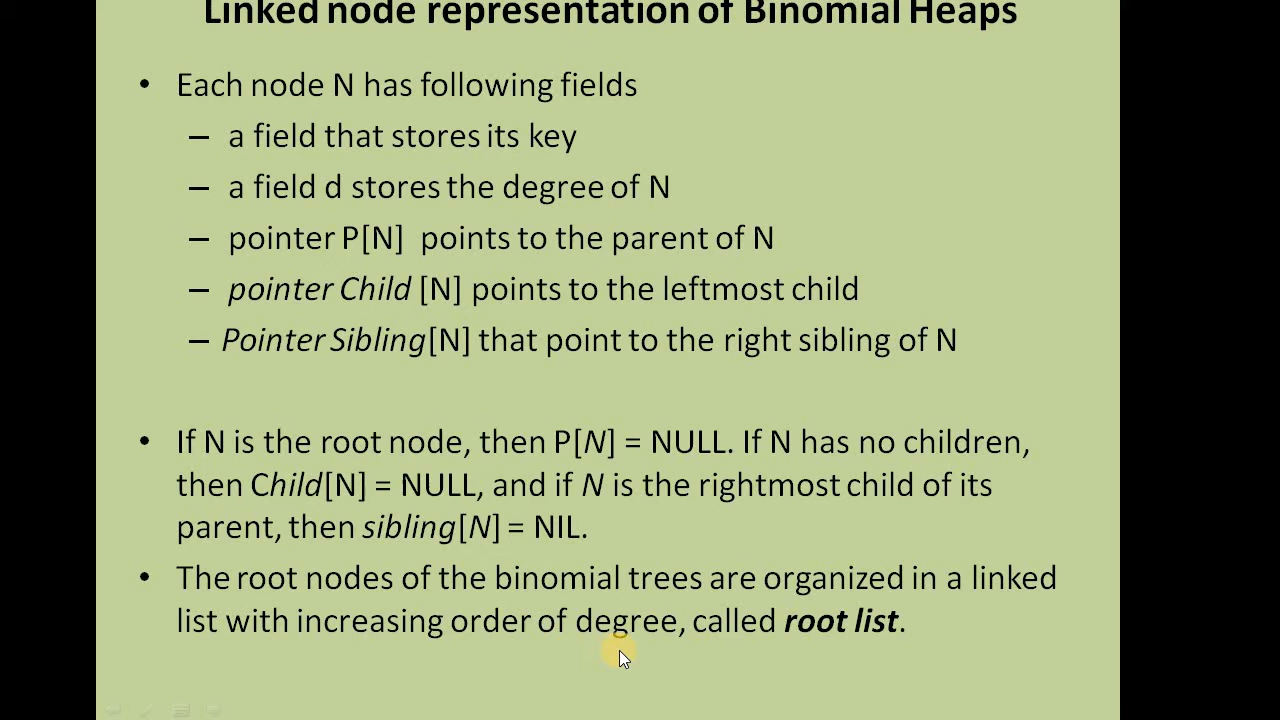 Linked node representation of Binomial Heaps
• Each node N has following fields
– a field that stores its key
– a field d stores the degree of N
– pointer P[N] points to the parent of N
– pointer Child [N] points to the leftmost child
– Pointer Sibling[N] that point to the right sibling of N
• If N is the root node, then P[N] = NULL. If N has no children,
then Child[N] = NULL, and if N is the rightmost child of its
parent, then sibling[N] = NIL.
• The root nodes of the binomial trees are organized in a linked
list with increasing order of degree, called root list.